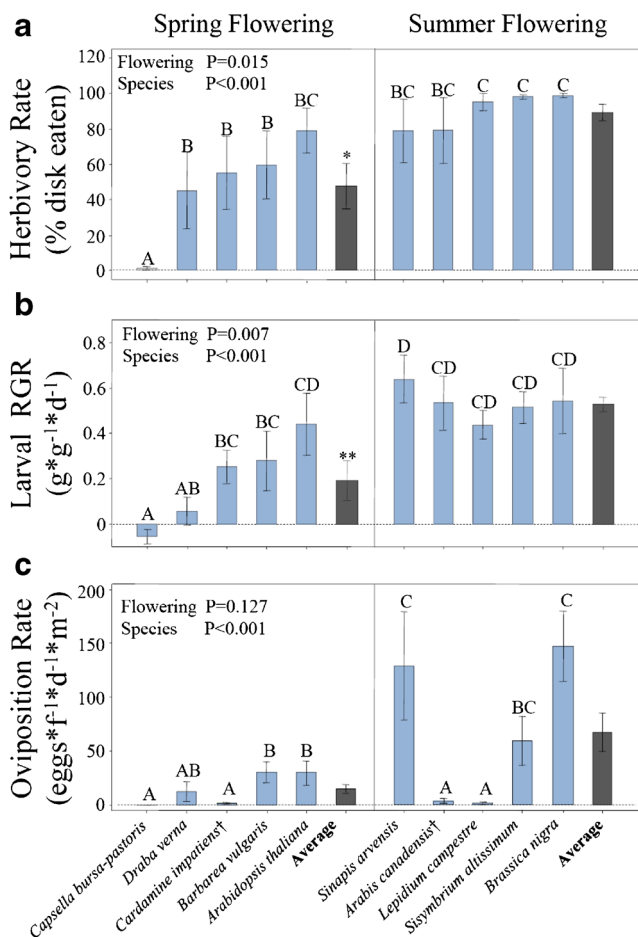 Spring Flowering
Summer Flowering
a
Herbivory Rate
(% disk eaten)
120
100
80
60
40
20
0
Flowering P=0.015
Species P<0.001
A
B
B
B
BC
*
BC
BC
C
C
C
b
Larval RGR
(g*g-1*d-1)
0.8
0.6
0.4
0.2
0
Flowering P=0.007
Species P<0.001
A
AB
BC
BC
CD
**
D
CD
CD
CD
CD
c
Oviposition Rate
(eggs*f-1*d-1*m-2)
200
150
100
50
0
Flowering P=0.127
Species P<0.001
A
AB
A
B
B
C
A
A
BC
C
Capsella bursa-pastoris
Draba verna
Cardamine impatiens†
Barbarea vulgaris
Arabidopsis thaliana
Average
Sinapis arvensis
Arabis canadensis†
Lepidium campestre
Sisymbrium altissimum
Brassica nigra
Average